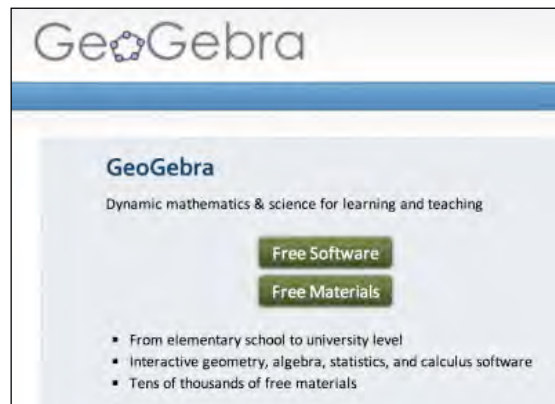 GeoGebra
GeoGebra
Dynamic mathematics & science for learning and teaching
Free Software
Free Materials
▪ From elementary school to university level
▪ Interactive geometry, algebra, statistics, and calculus software
▪ Tens of thousands of free materials